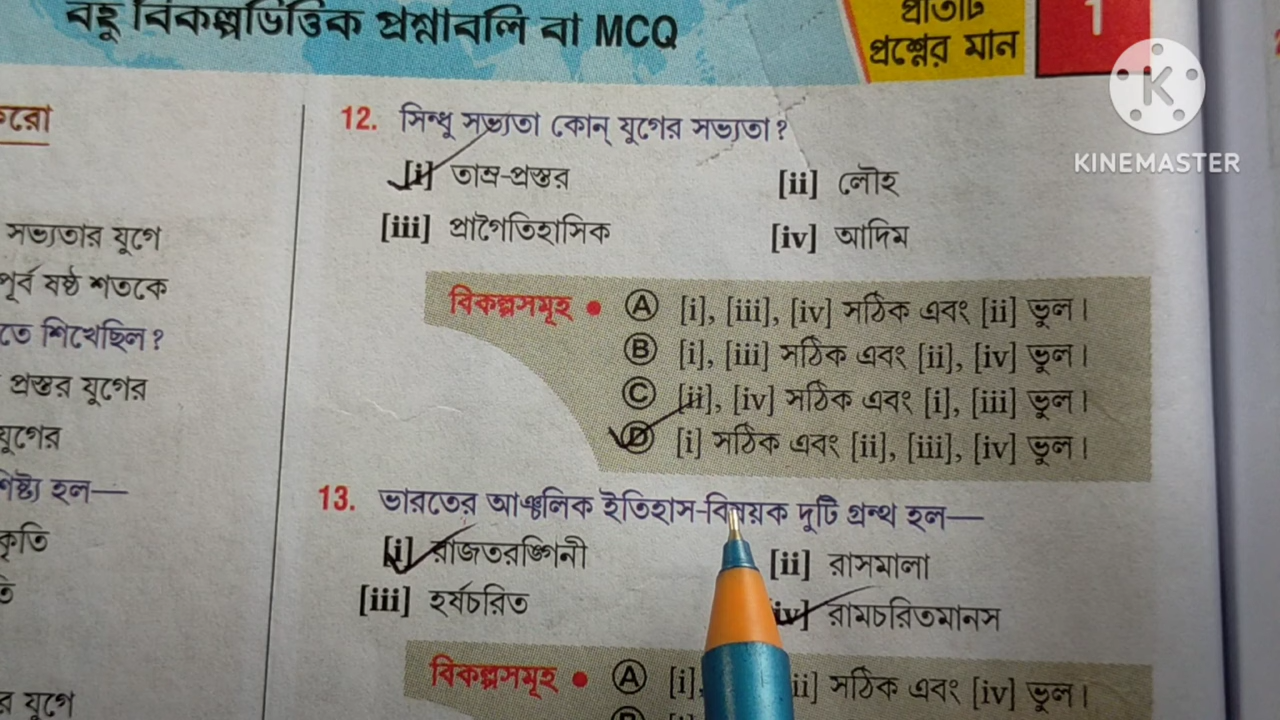 বহু বিকল্পভিত্তিক প্রশ্নাবলি বা MCQ
প্রতিটি
প্রশ্নের মান
1
KINEMASTER
করো
সভ্যতার যুগে
পূর্ব ষষ্ঠ শতকে
তে শিখেছিল?
প্রস্তর যুগের
যুগের
শিষ্ট্য হল—
কৃতি
তি
র যুগে
12. সিন্ধু সভ্যতা কোন্ যুগের সভ্যতা?
[i] তাম্র-প্রস্তর [ii] লৌহ
[iii] প্রাগৈতিহাসিক [iv] আদিম
বিকল্পসমূহ • Ⓐ [i], [iii], [iv] সঠিক এবং [ii] ভুল।
Ⓑ [i], [iii] সঠিক এবং [ii], [iv] ভুল।
Ⓒ [ii], [iv] সঠিক এবং [i], [iii] ভুল।
Ⓓ [i] সঠিক এবং [ii], [iii], [iv] ভুল।
13. ভারতের আঞ্চলিক ইতিহাস-বিষয়ক দুটি গ্রন্থ হল—
[i] রাজতরঙ্গিনী [ii] রাসমালা
[iii] হর্ষচরিত [iv] রামচরিতমানস
বিকল্পসমূহ • Ⓐ [i], ii] সঠিক এবং [iv] ভুল।